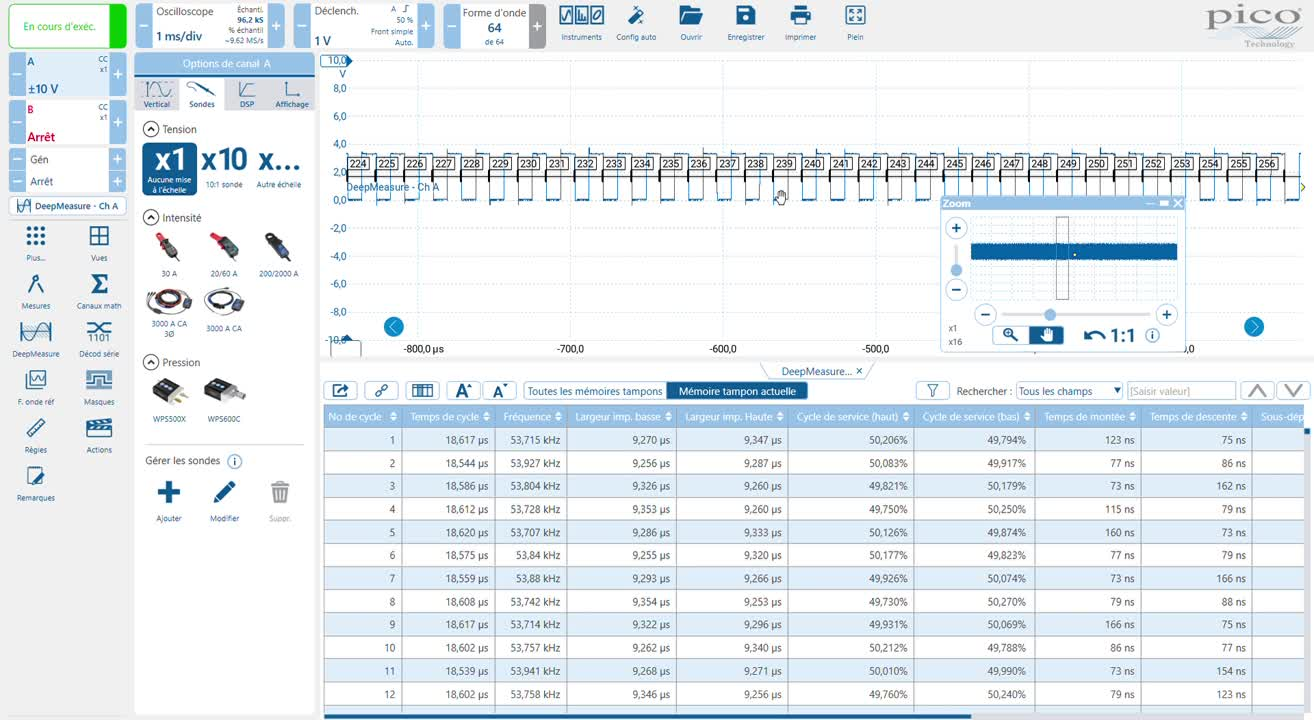 En cours d'exéc.
Oscilloscope
1 ms/div
Échanti.
96,2 kS
% échantil
~9.62 MS/s
Déclench.
1 V
A
50 %
Front simple
Auto.
Forme d'onde
64
de 64
Instruments
Config auto
Ouvrir
Enregistrer
Imprimer
Plein
pico
Technology
A
CC
x1
±10 V
B
CC
x1
Arrêt
Gén
Arrêt
DeepMeasure - Ch A
Plus...
Vues
Mesures
Canaux math
DeepMeasure
1101
Décod série
F. onde réf
Masques
Règles
Actions
Remarques
Options de canal A
Vertical
Sondes
DSP
Affichage
Tension
x1
Aucune mise à l'échelle
x10
10:1 sonde
x...
Autre échelle
Intensité
30 A
20/60 A
200/2000 A
3000 A CA 3Ø
3000 A CA
Pression
WPS500X
WPS600C
Gérer les sondes
Ajouter
Modifier
Suppr.
10,0
V
8,0
6,0
4,0
2,0
0,0
-2,0
-4,0
-6,0
-8,0
-10,0
224 225 226 227 228 229 230 231 232 233 234 235 236 237 238 239 240 241 242 243 244 245 246 247 248 249 250 251 252 253 254 255 256
DeepMeasure - Ch A
-800,0 µs
-700,0
-600,0
-500,0
Zoom
x1
x16
1:1
DeepMeasure...
A
A
Toutes les mémoires tampons
Mémoire tampon actuelle
Rechercher :
Tous les champs
[Saisir valeur]
No de cycle Temps de cycle Fréquence Largeur imp. basse Largeur imp. Haute Cycle de service (haut) Cycle de service (bas) Temps de montée Temps de descente Sous-dép
1 18,617 µs 53,715 kHz 9,270 µs 9,347 µs 50,206% 49,794% 123 ns 75 ns
2 18,544 µs 53,927 kHz 9,256 µs 9,287 µs 50,083% 49,917% 77 ns 86 ns
3 18,586 µs 53,804 kHz 9,326 µs 9,260 µs 49,821% 50,179% 73 ns 162 ns
4 18,612 µs 53,728 kHz 9,353 µs 9,260 µs 49,750% 50,250% 115 ns 79 ns
5 18,620 µs 53,707 kHz 9,286 µs 9,333 µs 50,126% 49,874% 160 ns 73 ns
6 18,575 µs 53,84 kHz 9,255 µs 9,320 µs 50,177% 49,823% 77 ns 79 ns
7 18,559 µs 53,88 kHz 9,293 µs 9,266 µs 49,926% 50,074% 73 ns 166 ns
8 18,608 µs 53,742 kHz 9,354 µs 9,253 µs 49,730% 50,270% 79 ns 88 ns
9 18,617 µs 53,714 kHz 9,322 µs 9,296 µs 49,931% 50,069% 166 ns 75 ns
10 18,602 µs 53,757 kHz 9,262 µs 9,340 µs 50,212% 49,788% 86 ns 77 ns
11 18,539 µs 53,941 kHz 9,268 µs 9,271 µs 50,010% 49,990% 73 ns 154 ns
12 18,602 µs 53,758 kHz 9,346 µs 9,256 µs 49,760% 50,240% 79 ns 123 ns